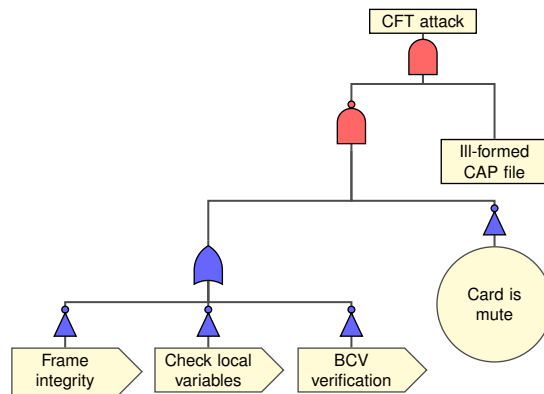 CFT attack
Ill-formed
CAP file
Card is
mute
Frame
integrity
Check local
variables
BCV
verification